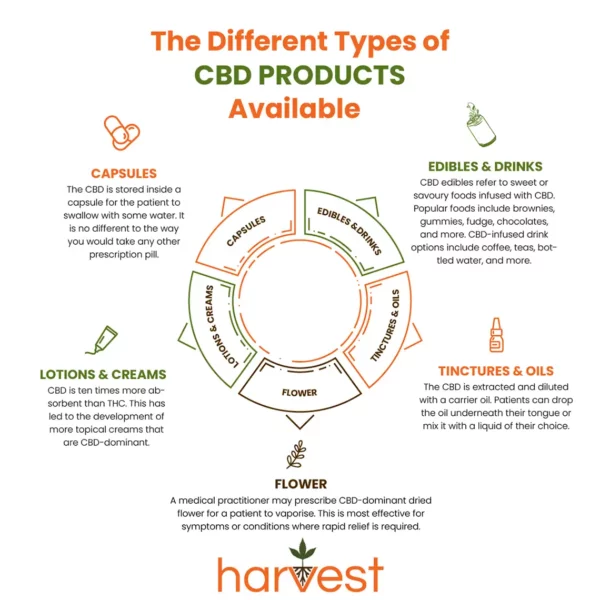 The Different Types of
CBD PRODUCTS
Available
CAPSULES
The CBD is stored inside a
capsule for the patient to
swallow with some water. It
is no different to the way
you would take any other
prescription pill.
EDIBLES & DRINKS
CBD edibles refer to sweet or
savoury foods infused with CBD.
Popular foods include brownies,
gummies, fudge, chocolates,
and more. CBD-infused drink
options include coffee, teas, bot-
tled water, and more.
CAPSULES
EDIBLES & DRINKS
LOTIONS & CREAMS
TINCTURES & OILS
FLOWER
LOTIONS & CREAMS
CBD is ten times more ab-
sorbent than THC. This has
led to the development of
more topical creams that
are CBD-dominant.
TINCTURES & OILS
The CBD is extracted and diluted
with a carrier oil. Patients can drop
the oil underneath their tongue or
mix it with a liquid of their choice.
FLOWER
A medical practitioner may prescribe CBD-dominant dried
flower for a patient to vaporise. This is most effective for
symptoms or conditions where rapid relief is required.
harvest